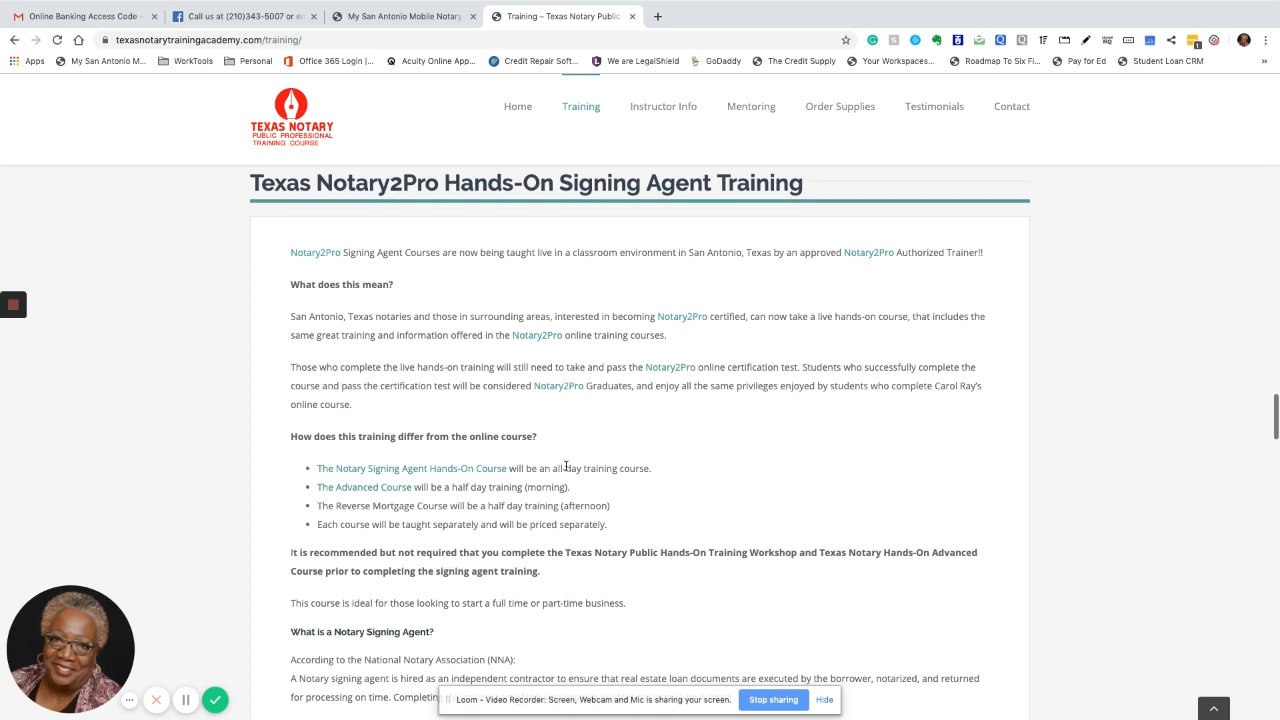 Online Banking Access Code -
Call us at (210)343-5007 or en
My San Antonio Mobile Notary
Training – Texas Notary Public
texasnotarytrainingacademy.com/training/
Apps
My San Antonio M...
WorkTools
Personal
Office 365 Login |...
Acuity Online App...
Credit Repair Soft...
We are LegalShield
GoDaddy
The Credit Supply
Your Workspaces...
Roadmap To Six Fi...
Pay for Ed
Student Loan CRM
TEXAS NOTARY
PUBLIC PROFESSIONAL
TRAINING COURSE
Home
Training
Instructor Info
Mentoring
Order Supplies
Testimonials
Contact
Texas Notary2Pro Hands-On Signing Agent Training
Notary2Pro Signing Agent Courses are now being taught live in a classroom environment in San Antonio, Texas by an approved Notary2Pro Authorized Trainer!!
What does this mean?
San Antonio, Texas notaries and those in surrounding areas, interested in becoming Notary2Pro certified, can now take a live hands-on course, that includes the
same great training and information offered in the Notary2Pro online training courses.
Those who complete the live hands-on training will still need to take and pass the Notary2Pro online certification test. Students who successfully complete the
course and pass the certification test will be considered Notary2Pro Graduates, and enjoy all the same privileges enjoyed by students who complete Carol Ray's
online course.
How does this training differ from the online course?
• The Notary Signing Agent Hands-On Course will be an all-day training course.
• The Advanced Course will be a half day training (morning).
• The Reverse Mortgage Course will be a half day training (afternoon)
• Each course will be taught separately and will be priced separately.
It is recommended but not required that you complete the Texas Notary Public Hands-On Training Workshop and Texas Notary Hands-On Advanced
Course prior to completing the signing agent training.
This course is ideal for those looking to start a full time or part-time business.
What is a Notary Signing Agent?
According to the National Notary Association (NNA):
A Notary signing agent is hired as an independent contractor to ensure that real estate loan documents are executed by the borrower, notarized, and returned
for processing on time. Completing
Loom – Video Recorder: Screen, Webcam and Mic is sharing your screen.
Stop sharing
Hide